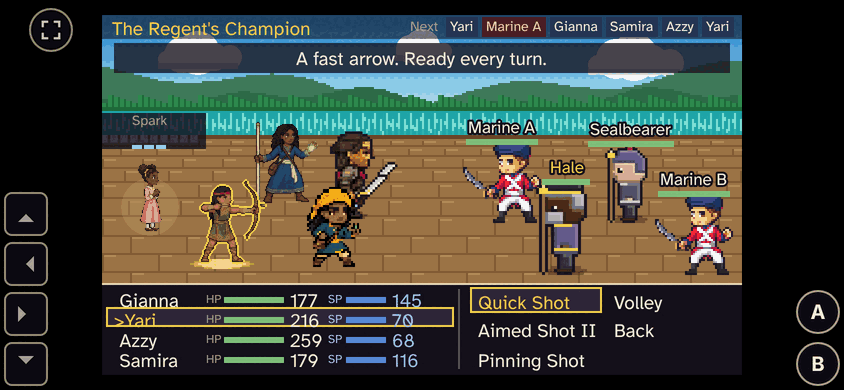 The Regent's Champion
Next Yari Marine A Gianna Samira Azzy Yari
A fast arrow. Ready every turn.
Spark
Marine A
Sealbearer
Hale
Marine B
Gianna HP 177 SP 145
>Yari HP 216 SP 70
Azzy HP 259 SP 68
Samira HP 179 SP 116
Quick Shot Volley
Aimed Shot II Back
Pinning Shot
A
B